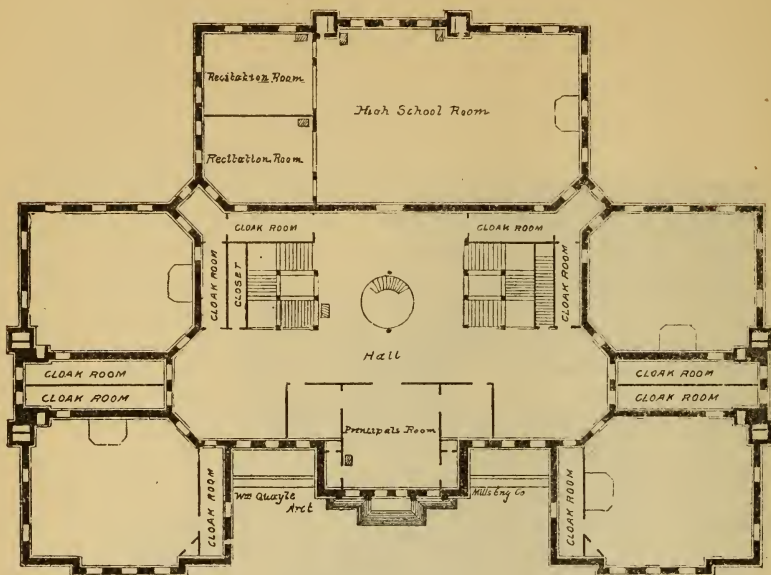 Recitation Room
High School Room
Recitation Room
CLOAK ROOM
CLOAK ROOM
CLOAK ROOM
CLOSET
CLOAK ROOM
Hall
CLOAK ROOM
CLOAK ROOM
CLOAK ROOM
CLOAK ROOM
Principals Room
CLOAK ROOM
Wm Quayle
Arct
Mills Eng Co
CLOAK ROOM